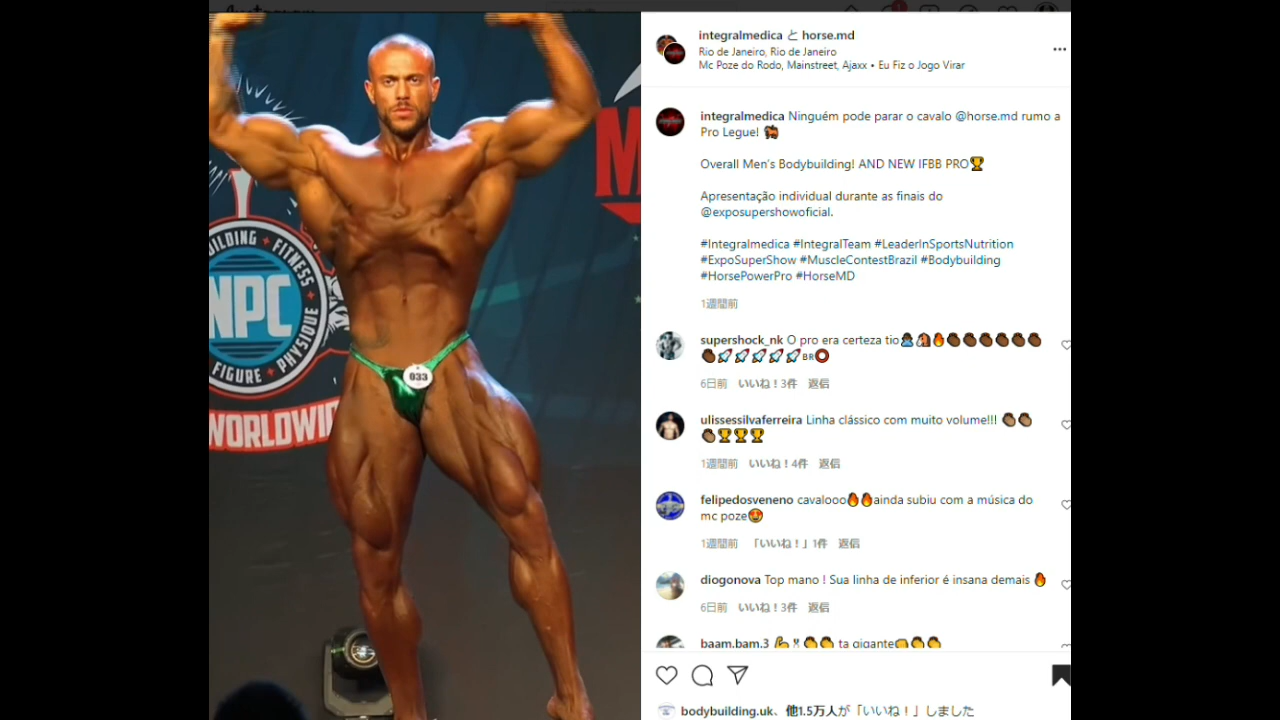 BUILDING + FITNESS
NPC
FIGURE + PHYSIQUE
WORLDWI
033
M
integralmedica と horse.md
Rio de Janeiro, Rio de Janeiro
Mc Poze do Rodo, Mainstreet, Ajaxx • Eu Fiz o Jogo Virar
integralmedica Ninguém pode parar o cavalo @horse.md rumo a
Pro Legue! 🐎
Overall Men's Bodybuilding! AND NEW IFBB PRO🏆
Apresentação individual durante as finais do
@exposupershowoficial.
#Integralmedica #IntegralTeam #LeaderInSportsNutrition
#ExpoSuperShow #MuscleContestBrazil #Bodybuilding
#HorsePowerPro #HorseMD
1週間前
supershock_nk O pro era certeza tio
BR
6日前 いいね！3件 返信
ulissessilvaferreira Linha clássico com muito volume!!!
🏆🏆🏆
1週間前 いいね！4件 返信
felipedosveneno cavalooo🔥🔥ainda subiu com a música do
mc poze😍
1週間前 「いいね！」1件 返信
diogonova Top mano ! Sua linha de inferior é insana demais 🔥
6日前 いいね！3件 返信
baam.bam.3 ta gigante
bodybuilding.uk、他1.5万人が「いいね！」しました